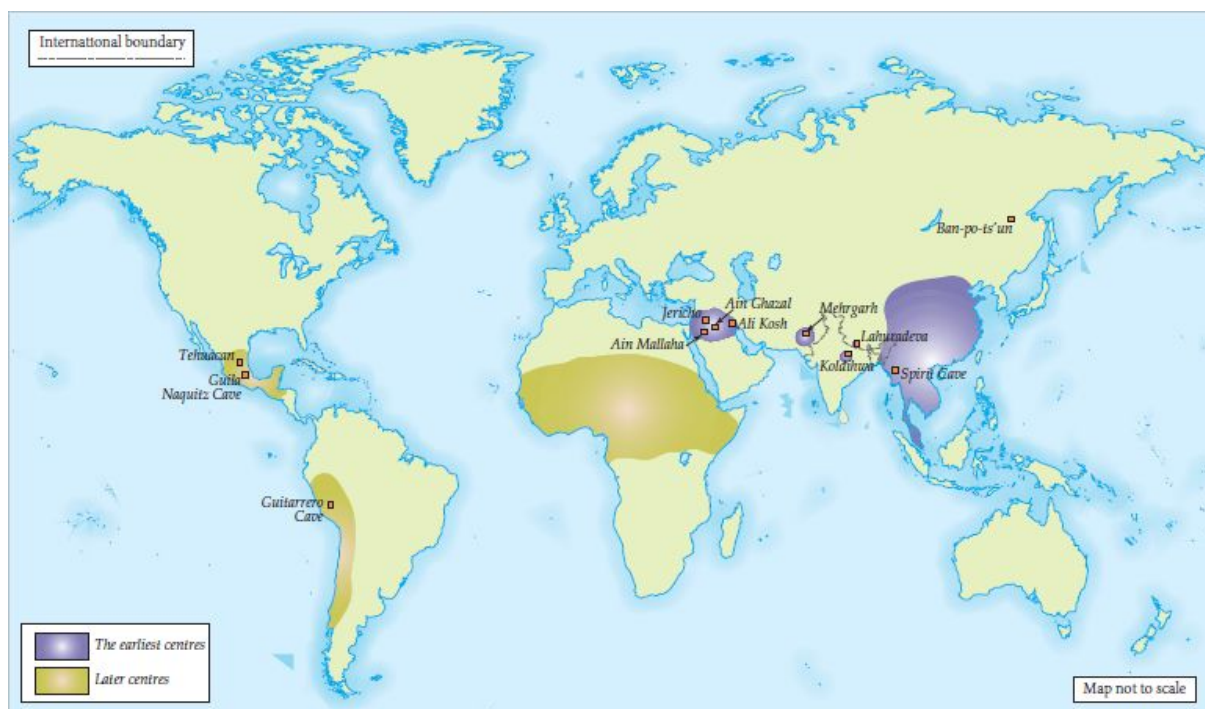 International boundary
Ban-po-ts'un
Ain Ghazal
Jericho
Mehrgarh
Ali Kosh
Ain Mallaha
Lahuradeva
Tehuacan
Koldihwa
Guila
Naquitz Cave
Spirit Cave
Guitarrero
Cave
The earliest centres
Later centres
Map not to scale